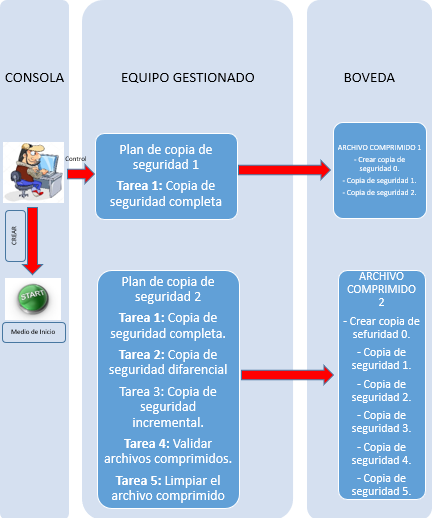 CONSOLA
EQUIPO GESTIONADO
BOVEDA
Control
CREAR
START
Medio de Inicio
Plan de copia de
seguridad 1
Tarea 1: Copia de
seguridad completa
ARCHIVO COMPRIMIDO 1
- Crear copia de
seguridad 0.
- Copia de seguridad 1.
- Copia de seguridad 2.
Plan de copia de
seguridad 2
Tarea 1: Copia de
seguridad completa.
Tarea 2: Copia de
seguridad difarencial
Tarea 3: Copia de
seguridad
incremental.
Tarea 4: Validar
archivos comprimidos.
Tarea 5: Limpiar el
archivo comprimido
ARCHIVO
COMPRIMIDO
2
- Crear copia de
sefuridad 0.
- Copia de
seguridad 1.
- Copia de
seguridad 2.
- Copia de
seguridad 3.
- Copia de
seguridad 4.
- Copia de
seguridad 5.